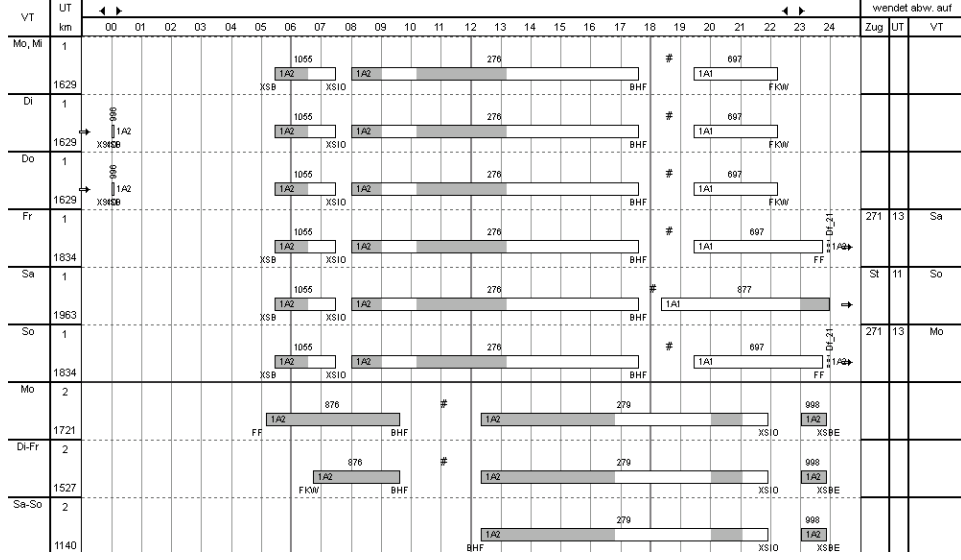 VT UT km 00 01 02 03 04 05 06 07 08 09 10 11 12 13 14 15 16 17 18 19 20 21 22 23 24 wendet abw. auf
Zug UT VT
Mo, Mi 1 1055 276 # 697
1A2 1A2 1A1
1629 XSB XSIO BHF FKW
Di 1 996 1055 276 # 697
1A2 1A2 1A2 1A1
1629 XSIO BHF FKW
Do 1 996 1055 276 # 697
1A2 1A2 1A2 1A1
1629 XSIO BHF FKW
Fr 1 1055 276 # 697 Df_21 271 13 Sa
1A2 1A2 1A1 1A2
1834 XSB XSIO BHF FF
Sa 1 1055 276 # 877 St 11 So
1A2 1A2 1A1
1963 XSB XSIO BHF
So 1 1055 276 # 697 Df_21 271 13 Mo
1A2 1A2 1A1 1A2
1834 XSB XSIO BHF FF
Mo 2 876 # 279 998
1A2 1A2 1A2
1721 FF BHF XSIO XSBE
Di-Fr 2 876 # 279 998
1A2 1A2 1A2
1527 FKW BHF XSIO XSBE
Sa-So 2 279 998
1A2 1A2
1140 BHF XSIO XSBE